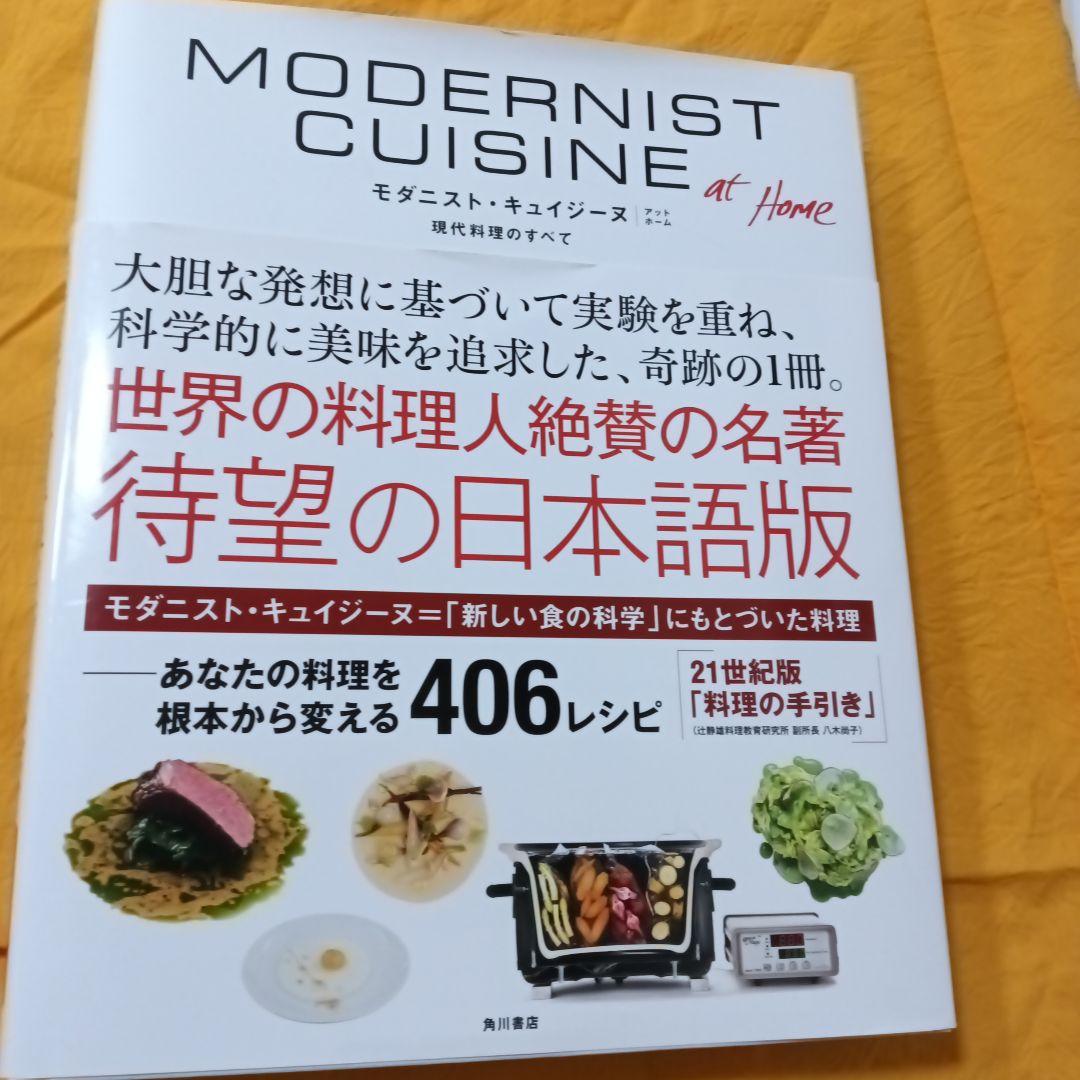 MODERNIST
CUISINE
at Home
モダニスト・キュイジーヌ
アット
ホーム
現代料理のすべて
大胆な発想に基づいて実験を重ね、
科学的に美味を追求した、奇跡の1冊。
世界の料理人絶賛の名著
待望の日本語版
モダニスト・キュイジーヌ＝「新しい食の科学」にもとづいた料理
あなたの料理を
根本から変える
406レシピ
21世紀版
「料理の手引き」
（辻静雄料理教育研究所 副所長 八木尚子）
角川書店